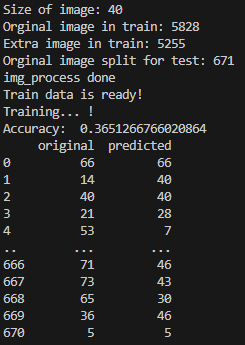 Size of image: 40
Orginal image in train: 5828
Extra image in train: 5255
Orginal image split for test: 671
img_process done
Train data is ready!
Training... !
Accuracy:  0.3651266766020864
     original  predicted
0          66         66
1          14         40
2          40         40
3          21         28
4          53          7
..        ...        ...
666        71         46
667        73         43
668        65         30
669        36         46
670         5          5